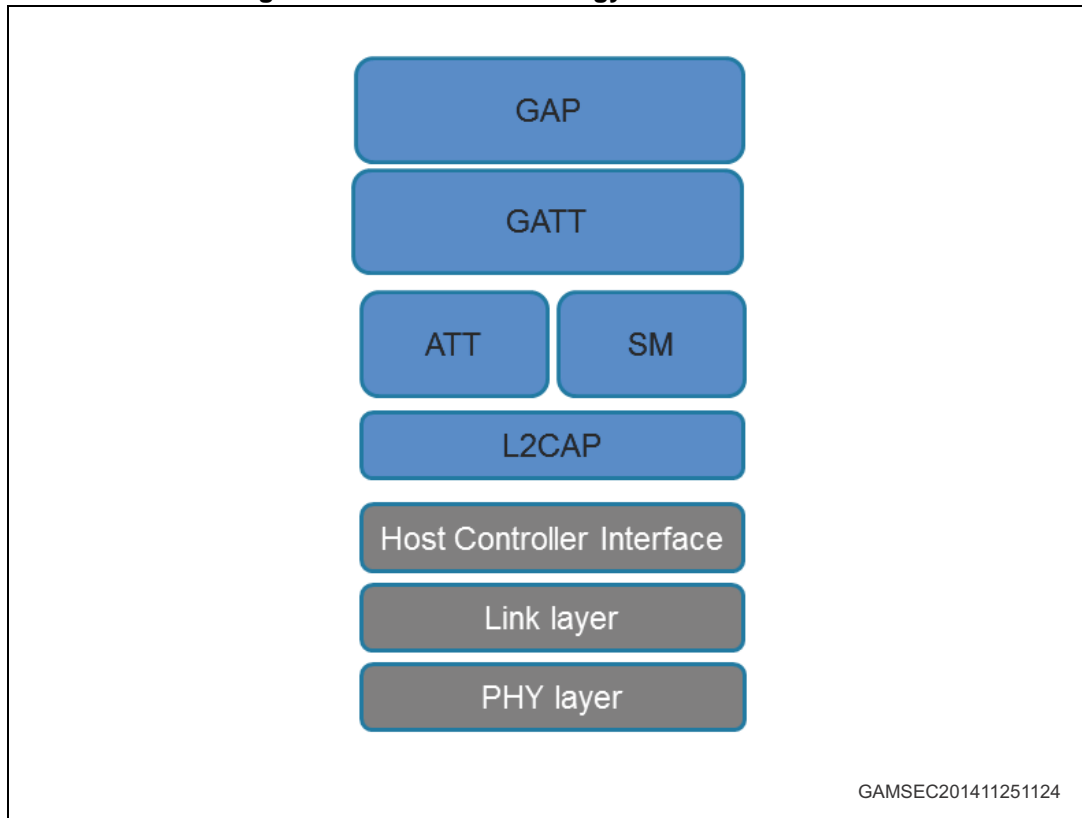 GAP
GATT
ATT SM
L2CAP
Host Controller Interface
Link layer
PHY layer
GAMSEC201411251124